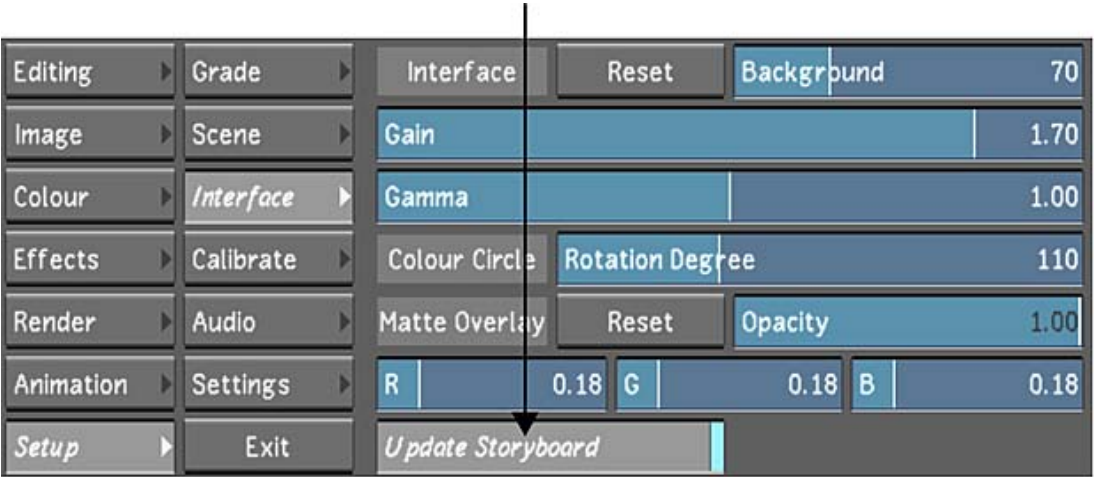 Editing Grade Interface Reset Background 70
Image Scene Gain 1.70
Colour Interface Gamma 1.00
Effects Calibrate Colour Circle Rotation Degree 110
Render Audio Matte Overlay Reset Opacity 1.00
Animation Settings R 0.18 G 0.18 B 0.18
Setup Exit Update Storyboard